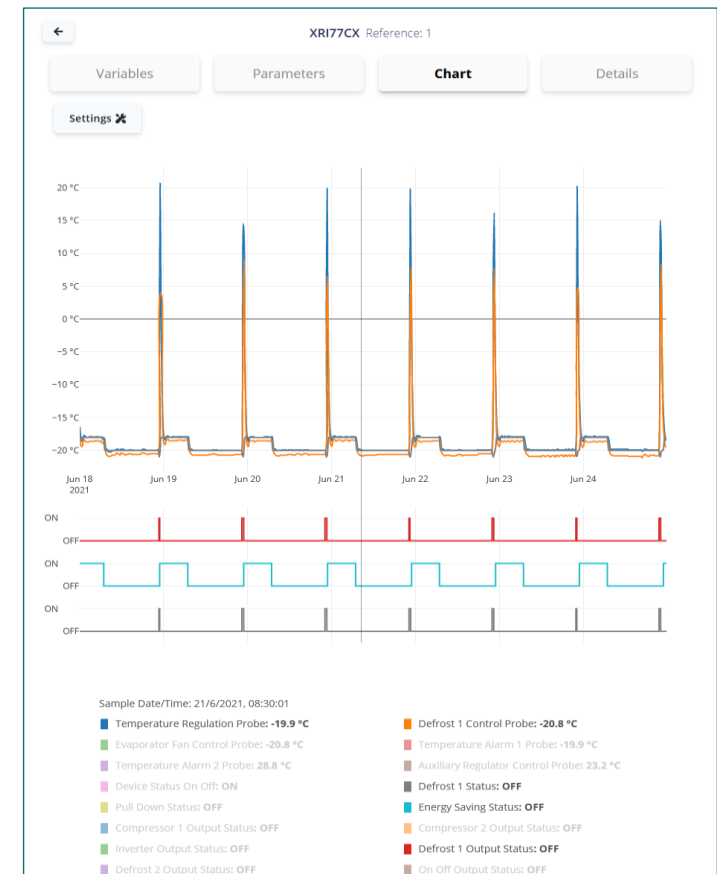 XRI77CX Reference: 1
Variables Parameters Chart Details
Settings
20 °C
15 °C
10 °C
5 °C
0 °C
−5 °C
−10 °C
−15 °C
−20 °C
Jun 18 Jun 19 Jun 20 Jun 21 Jun 22 Jun 23 Jun 24
2021
ON
OFF
ON
OFF
ON
OFF
Sample Date/Time: 21/6/2021, 08:30:01
Temperature Regulation Probe: -19.9 °C Defrost 1 Control Probe: -20.8 °C
Evaporator Fan Control Probe: -20.8 °C Temperature Alarm 1 Probe: -19.9 °C
Temperature Alarm 2 Probe: 28.8 °C Auxiliary Regulator Control Probe: 23.2 °C
Device Status On Off: ON Defrost 1 Status: OFF
Pull Down Status: OFF Energy Saving Status: OFF
Compressor 1 Output Status: OFF Compressor 2 Output Status: OFF
Inverter Output Status: OFF Defrost 1 Output Status: OFF
Defrost 2 Output Status: OFF On Off Output Status: OFF